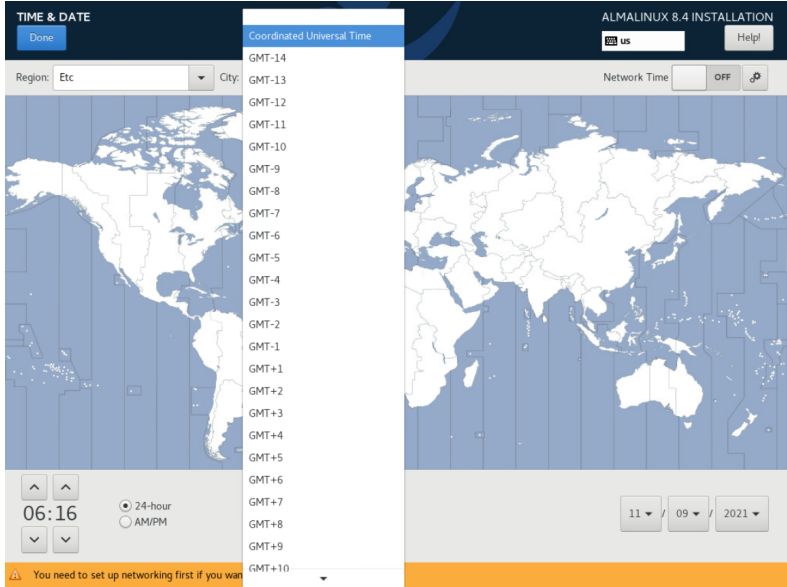 TIME & DATE
ALMALINUX 8.4 INSTALLATION
Done
us
Help!
Region:
Etc
City:
Network Time
OFF
Coordinated Universal Time
GMT-14
GMT-13
GMT-12
GMT-11
GMT-10
GMT-9
GMT-8
GMT-7
GMT-6
GMT-5
GMT-4
GMT-3
GMT-2
GMT-1
GMT+1
GMT+2
GMT+3
GMT+4
GMT+5
GMT+6
GMT+7
GMT+8
GMT+9
GMT+10
06:16
24-hour
AM/PM
11 / 09 / 2021
You need to set up networking first if you wan